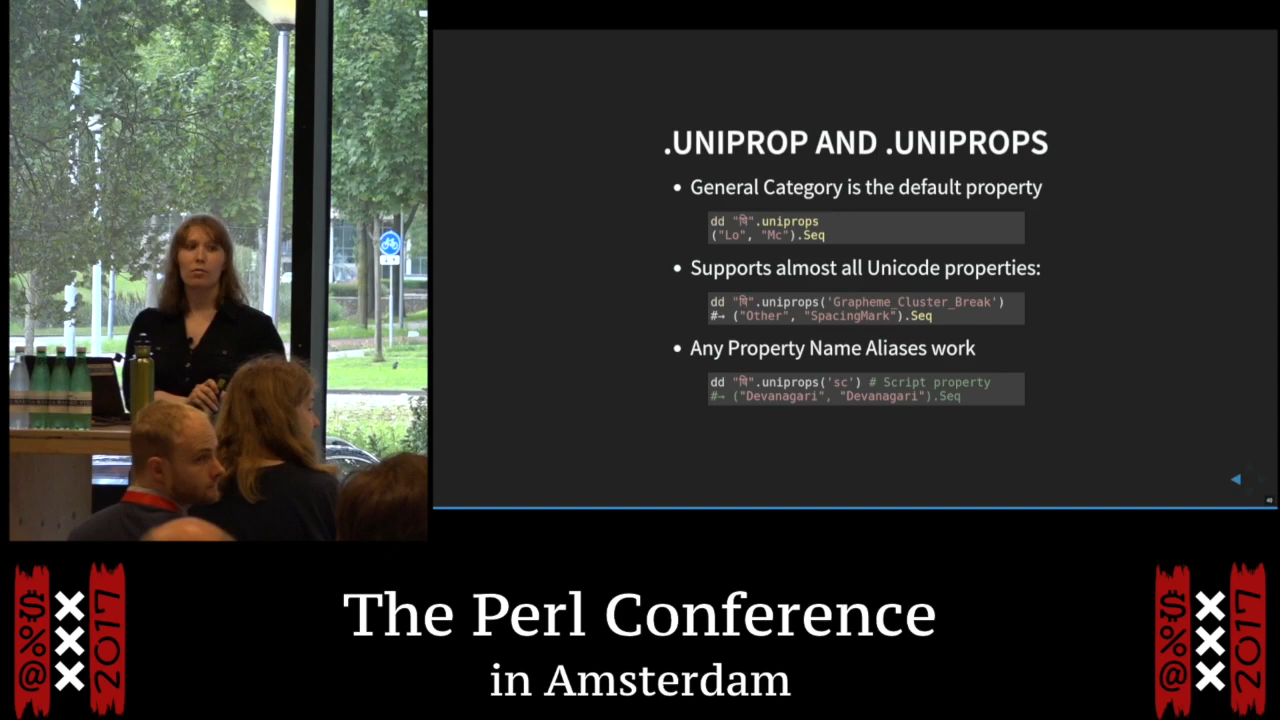 .UNIPROP AND .UNIPROPS
• General Category is the default property
dd "षि".uniprops
("Lo", "Mc").Seq
• Supports almost all Unicode properties:
dd "षि".uniprops('Grapheme_Cluster_Break')
#→ ("Other", "SpacingMark").Seq
• Any Property Name Aliases work
dd "षि".uniprops('sc') # Script property
#→ ("Devanagari", "Devanagari").Seq
The Perl Conference
in Amsterdam
$%@
XXX
2017
$%@
XXX
2017